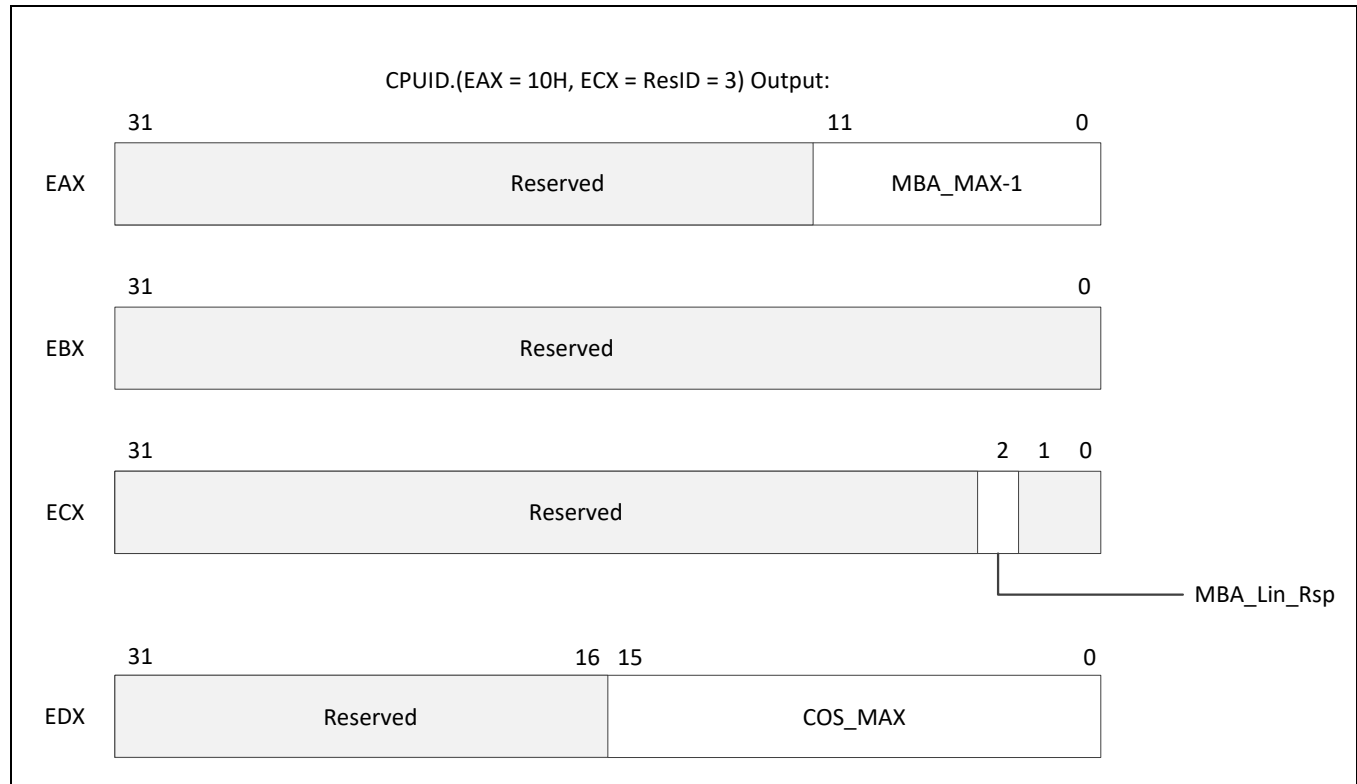 CPUID.(EAX = 10H, ECX = ResID = 3) Output:
31 11 0
EAX Reserved MBA_MAX-1
31 0
EBX Reserved
31 2 1 0
ECX Reserved
MBA_Lin_Rsp
31 16 15 0
EDX Reserved COS_MAX